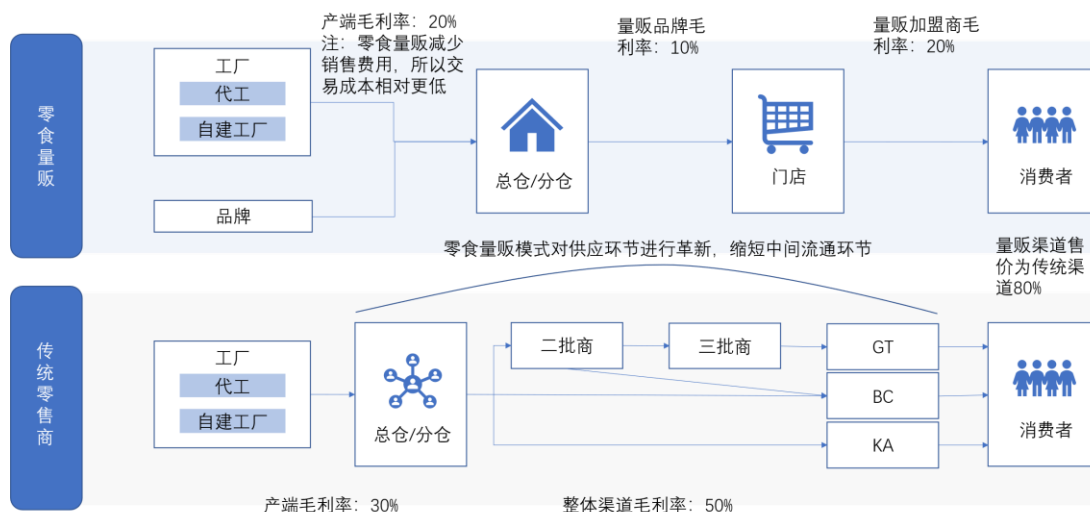 零食量贩
工厂
代工
自建工厂
品牌
产端毛利率：20%
注：零食量贩减少
销售费用，所以交
易成本相对更低
总仓/分仓
量贩品牌毛
利率：10%
门店
量贩加盟商毛
利率：20%
消费者
零食量贩模式对供应环节进行革新，缩短中间流通环节
量贩渠道售
价为传统渠
道80%
传统零售商
工厂
代工
自建工厂
总仓/分仓
二批商
三批商
GT
BC
KA
消费者
产端毛利率：30%
整体渠道毛利率：50%